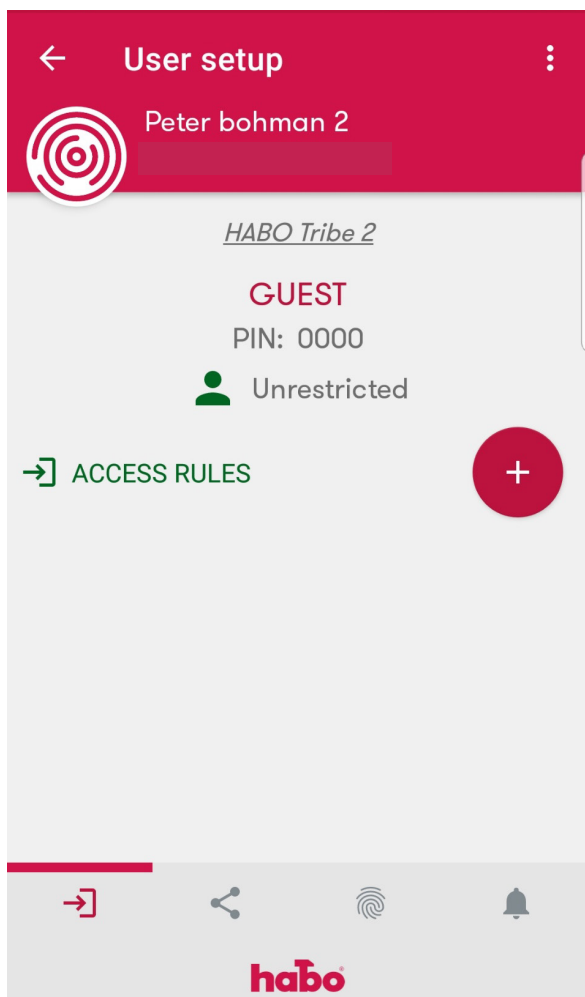 User setup
Peter bohman 2
HABO Tribe 2
GUEST
PIN: 0000
Unrestricted
ACCESS RULES
habo